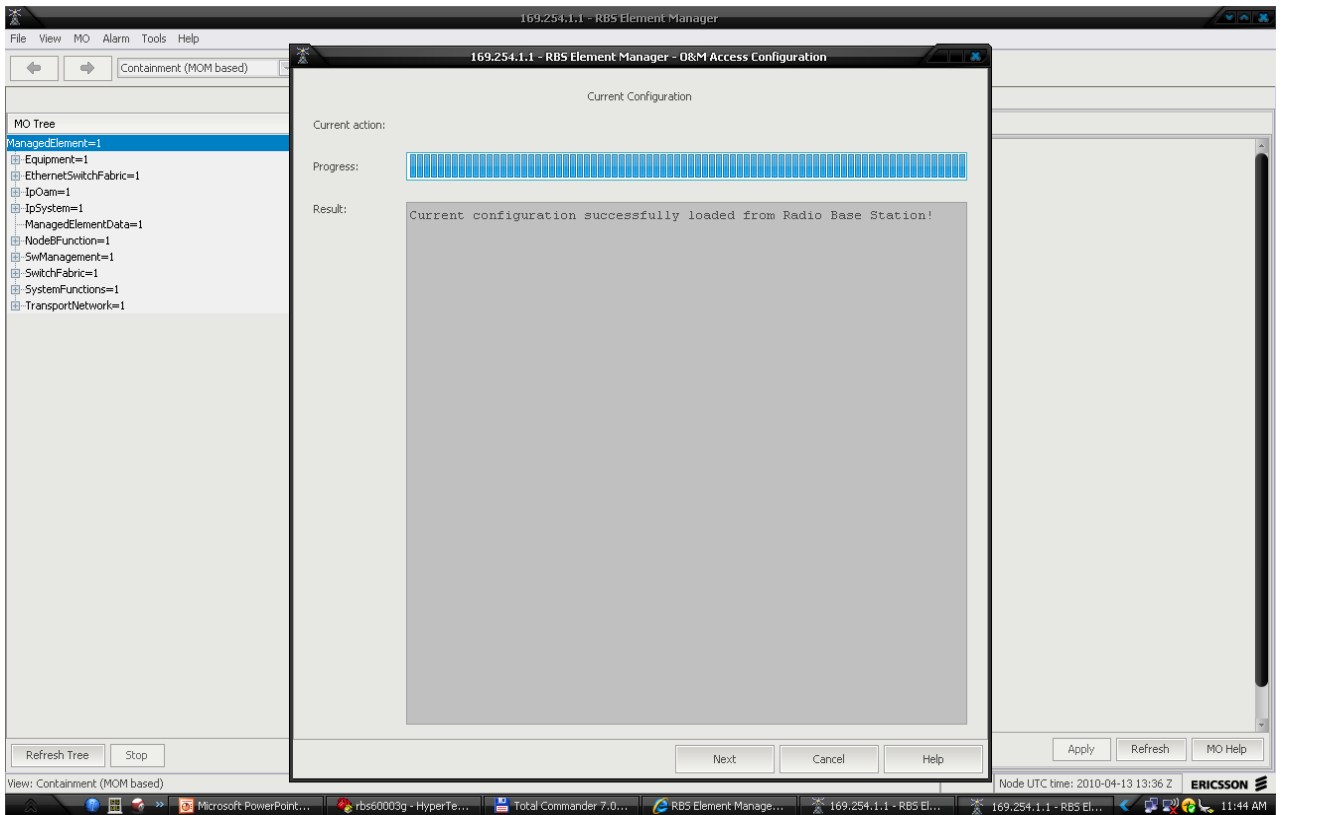 169.254.1.1 - RBS Element Manager
File View MO Alarm Tools Help
Containment (MOM based)
MO Tree
ManagedElement=1
Equipment=1
EthernetSwitchFabric=1
IpOam=1
IpSystem=1
ManagedElementData=1
NodeBFunction=1
SwManagement=1
SwitchFabric=1
SystemFunctions=1
TransportNetwork=1
169.254.1.1 - RBS Element Manager - O&M Access Configuration
Current Configuration
Current action:
Progress:
Result:
Current configuration successfully loaded from Radio Base Station!
Next Cancel Help
Refresh Tree Stop
Apply Refresh MO Help
View: Containment (MOM based)
Node UTC time: 2010-04-13 13:36 Z
ERICSSON
Microsoft PowerPoint... rbs60003g - HyperTe... Total Commander 7.0... RBS Element Manage... 169.254.1.1 - RBS El... 169.254.1.1 - RBS El... 11:44 AM